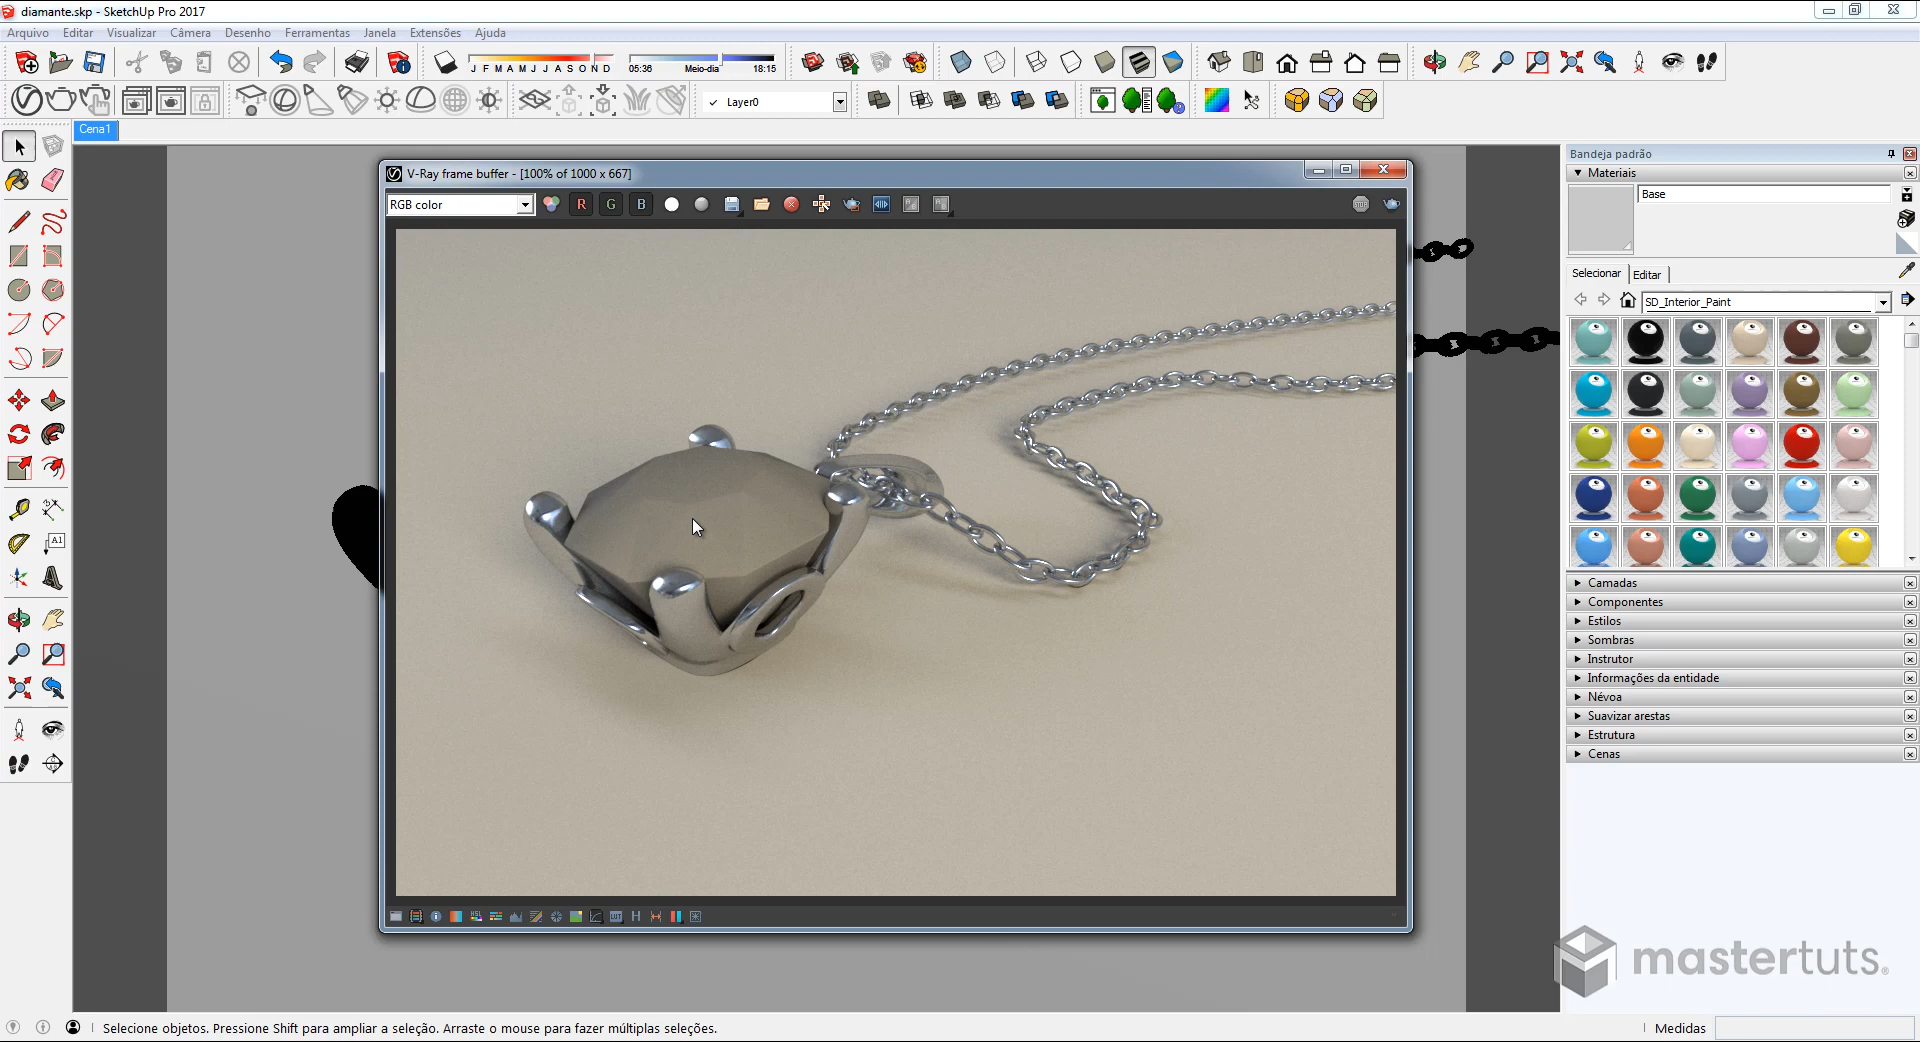 diamante.skp - SketchUp Pro 2017
Arquivo Editar Visualizar Câmera Desenho Ferramentas Janela Extensões Ajuda
J F M A M J J A S O N D
05:36 Meio-dia 18:15
Layer0
Cena1
V-Ray frame buffer - [100% of 1000 x 667]
RGB color
R G B
STOP
A1
H
Bandeja padrão
Materiais
Base
Selecionar Editar
SD_Interior_Paint
Camadas
Componentes
Estilos
Sombras
Instrutor
Informações da entidade
Névoa
Suavizar arestas
Estrutura
Cenas
mastertuts.®
Selecione objetos. Pressione Shift para ampliar a seleção. Arraste o mouse para fazer múltiplas seleções.
Medidas